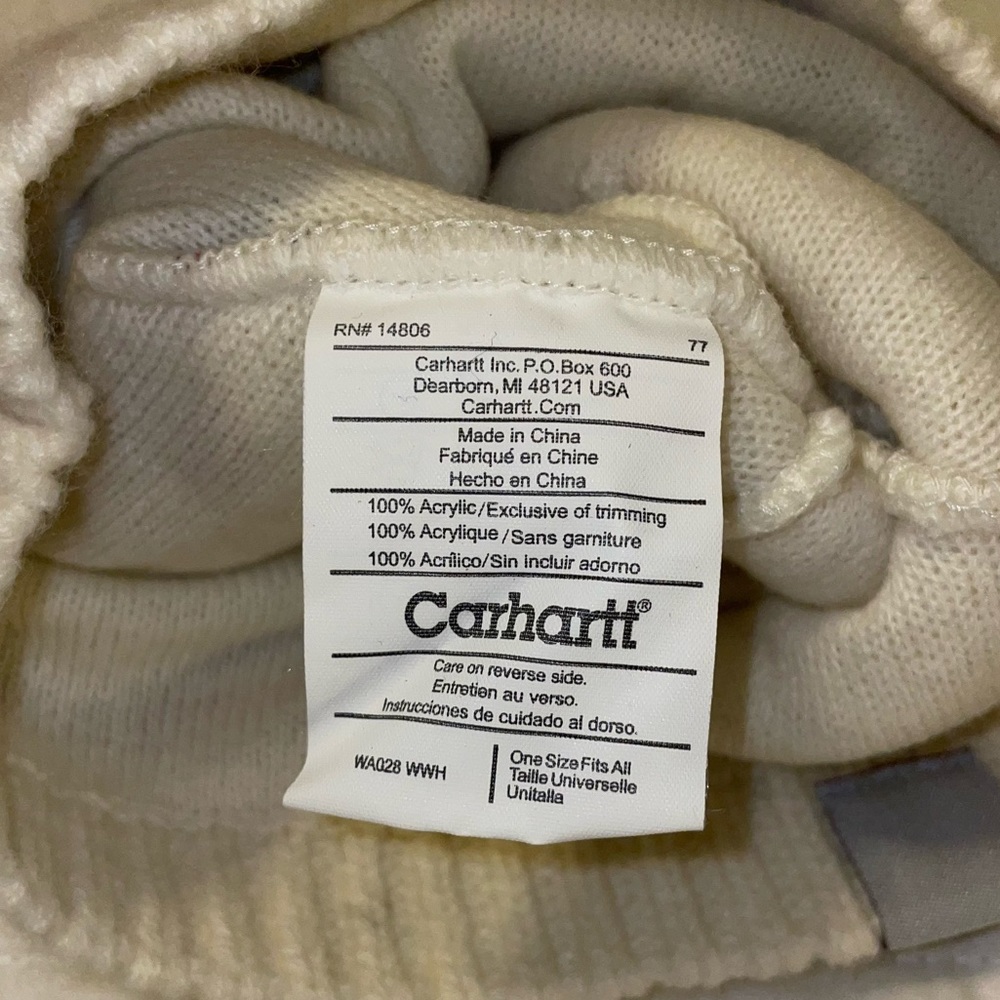 RN# 14806
77
Carhartt Inc. P.O.Box 600
Dearborn, MI 48121 USA
Carhartt.Com
Made in China
Fabriqué en Chine
Hecho en China
100% Acrylic/Exclusive of trimming
100% Acrylique/Sans garniture
100% Acrílico/Sin incluir adorno
Carhartt®
Care on reverse side.
Entretien au verso.
Instrucciones de cuidado al dorso.
WA028 WWH
One Size Fits All
Taille Universelle
Unitalla